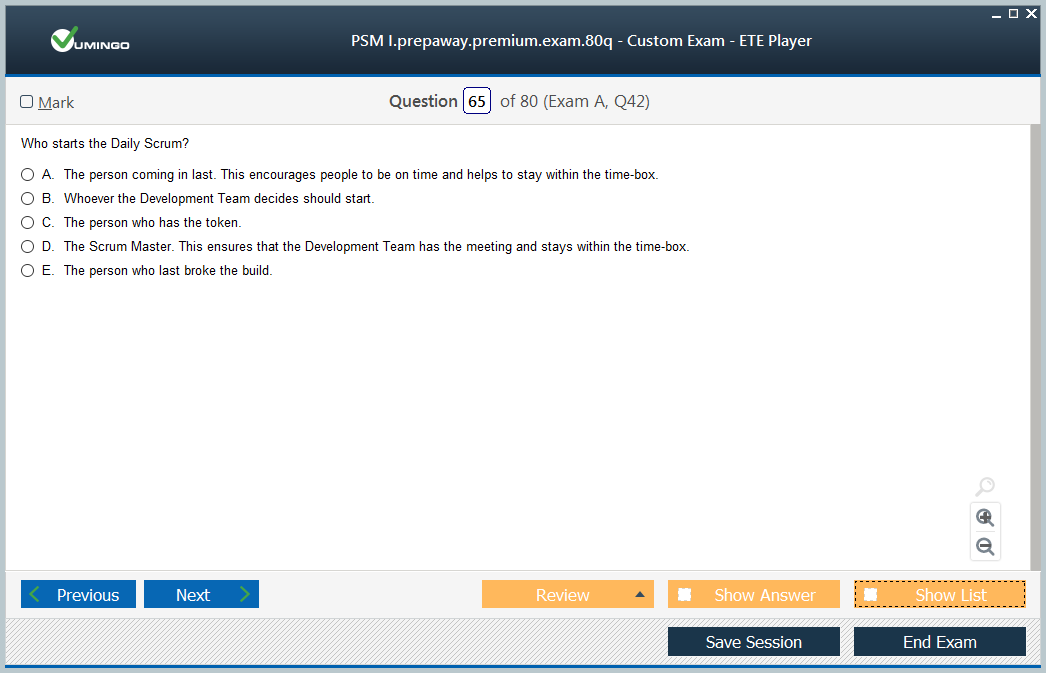 VUMINGO
PSM I.prepaway.premium.exam.80q - Custom Exam - ETE Player
Mark
Question 65 of 80 (Exam A, Q42)
Who starts the Daily Scrum?
A. The person coming in last. This encourages people to be on time and helps to stay within the time-box.
B. Whoever the Development Team decides should start.
C. The person who has the token.
D. The Scrum Master. This ensures that the Development Team has the meeting and stays within the time-box.
E. The person who last broke the build.
Previous Next Review Show Answer Show List
Save Session End Exam